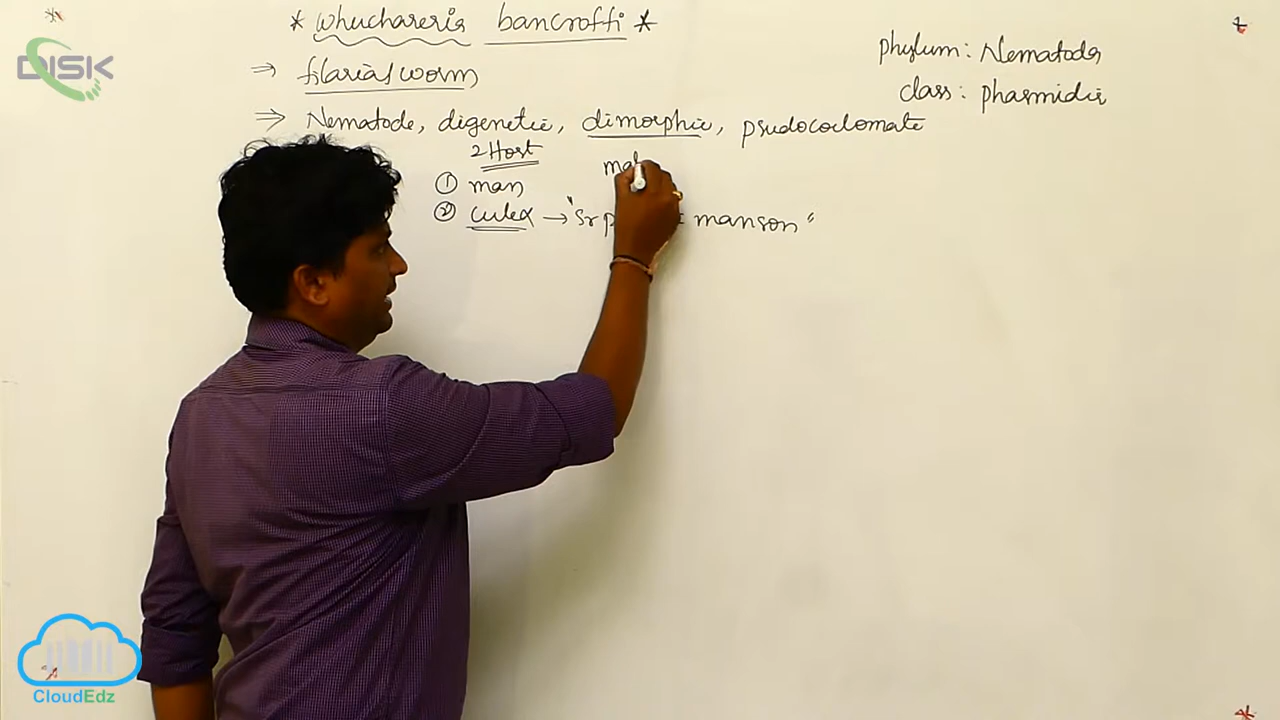 * Whuchareria bancroffi *
phylum: Nematoda
class: phasmidia
⇒ filarial worm
⇒ Nematode, digenetic, dimorphic, pseudocoelomate
2 Host
① man
② culex → "Sr p manson"
DISK
CloudEdz